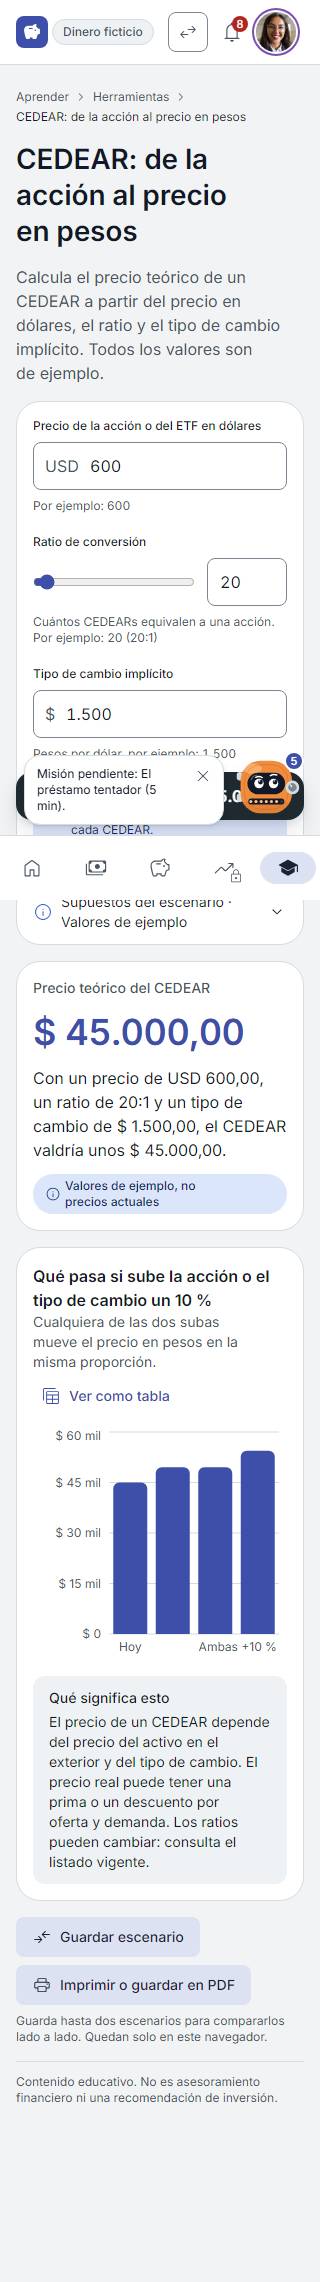 Dinero ficticio
8
Aprender
Herramientas
CEDEAR: de la acción al precio en pesos
CEDEAR: de la
acción al precio
en pesos
Calcula el precio teórico de un
CEDEAR a partir del precio en
dólares, el ratio y el tipo de cambio
implícito. Todos los valores son
de ejemplo.
Precio de la acción o del ETF en dólares
USD 600
Por ejemplo: 600
Ratio de conversión
20
Cuántos CEDEARs equivalen a una acción.
Por ejemplo: 20 (20:1)
Tipo de cambio implícito
$ 1.500
Pesos por dólar, por ejemplo: 1.500
Misión pendiente: El
préstamo tentador (5
min).
5
cada CEDEAR.
Supuestos del escenario ·
Valores de ejemplo
Precio teórico del CEDEAR
$ 45.000,00
Con un precio de USD 600,00,
un ratio de 20:1 y un tipo de
cambio de $ 1.500,00, el CEDEAR
valdría unos $ 45.000,00.
Valores de ejemplo, no
precios actuales
Qué pasa si sube la acción o el
tipo de cambio un 10 %
Cualquiera de las dos subas
mueve el precio en pesos en la
misma proporción.
Ver como tabla
$ 60 mil
$ 45 mil
$ 30 mil
$ 15 mil
$ 0
Hoy
Ambas +10 %
Qué significa esto
El precio de un CEDEAR depende
del precio del activo en el
exterior y del tipo de cambio. El
precio real puede tener una
prima o un descuento por
oferta y demanda. Los ratios
pueden cambiar: consulta el
listado vigente.
Guardar escenario
Imprimir o guardar en PDF
Guarda hasta dos escenarios para compararlos
lado a lado. Quedan solo en este navegador.
Contenido educativo. No es asesoramiento
financiero ni una recomendación de inversión.